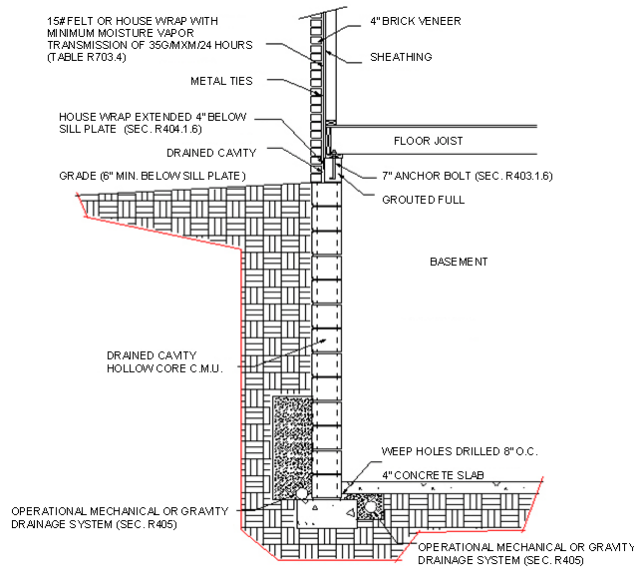 15# FELT OR HOUSE WRAP WITH
MINIMUM MOISTURE VAPOR
TRANSMISSION OF 35G/MXM/24 HOURS
(TABLE R703.4)
4" BRICK VENEER
SHEATHING
METAL TIES
HOUSE WRAP EXTENDED 4" BELOW
SILL PLATE (SEC. R404.1.6)
FLOOR JOIST
DRAINED CAVITY
GRADE (6" MIN. BELOW SILL PLATE)
7" ANCHOR BOLT (SEC. R403.1.6)
GROUTED FULL
BASEMENT
DRAINED CAVITY
HOLLOW CORE C.M.U.
WEEP HOLES DRILLED 8" O.C.
4" CONCRETE SLAB
OPERATIONAL MECHANICAL OR GRAVITY
DRAINAGE SYSTEM (SEC. R405)
OPERATIONAL MECHANICAL OR GRAVITY
DRAINAGE SYSTEM (SEC. R405)